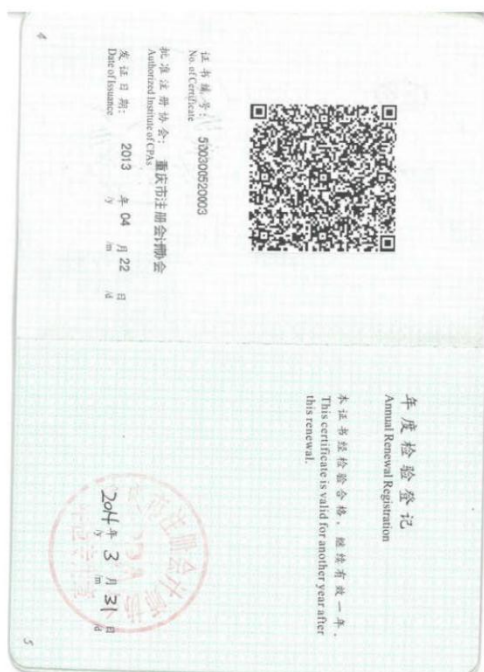 年度检验登记
Annual Renewal Registration
本证书经检验合格，继续有效一年。
This certificate is valid for another year after
this renewal.
2014 年 3 月 31 日
/y /m /d
5
证书编号： 500300520003
No. of Certificate
批准注册协会： 重庆市注册会计师协会
Authorized Institute of CPAs
发证日期： 2013 年 04 月 22 日
Date of Issuance /y /m /d
4